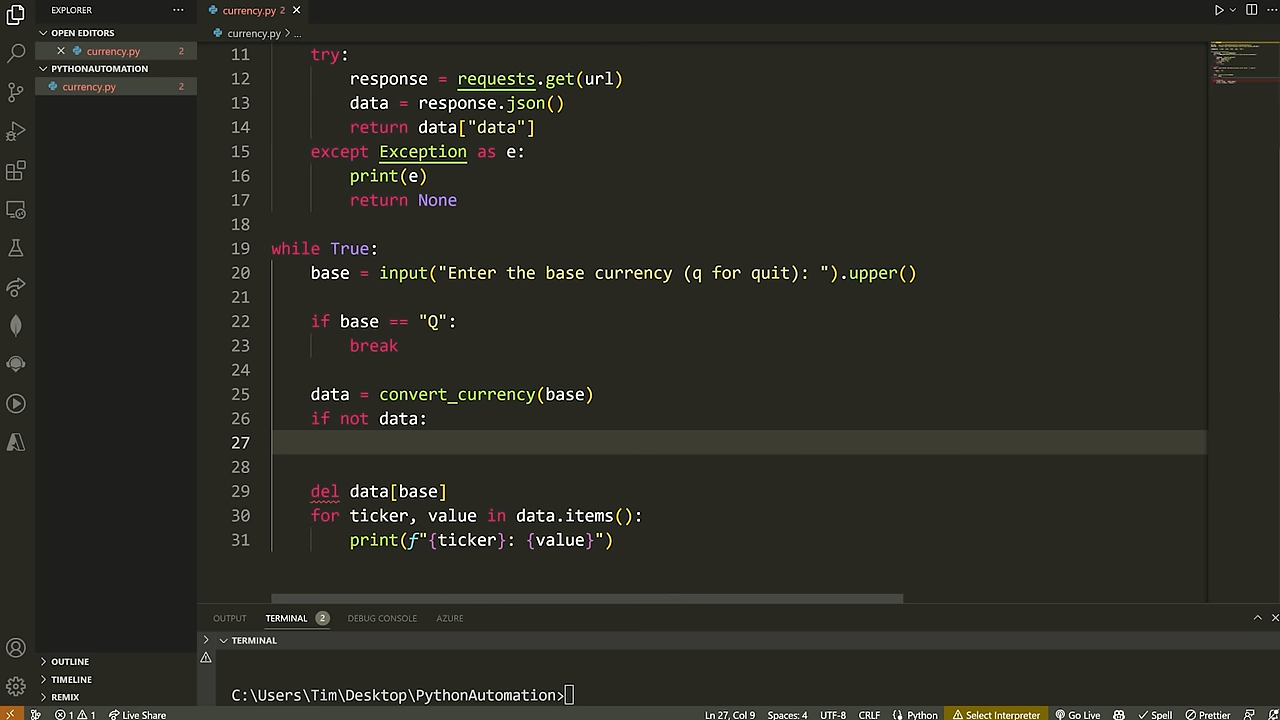 EXPLORER
...
currency.py 2
OPEN EDITORS
currency.py 2
PYTHONAUTOMATION
currency.py 2
currency.py > ...
11 try:
12 response = requests.get(url)
13 data = response.json()
14 return data["data"]
15 except Exception as e:
16 print(e)
17 return None
18
19 while True:
20 base = input("Enter the base currency (q for quit): ").upper()
21
22 if base == "Q":
23 break
24
25 data = convert_currency(base)
26 if not data:
27
28
29 del data[base]
30 for ticker, value in data.items():
31 print(f"{ticker}: {value}")
OUTPUT TERMINAL 2 DEBUG CONSOLE AZURE
TERMINAL
C:\Users\Tim\Desktop\PythonAutomation>
OUTLINE
TIMELINE
REMIX
1 1 Live Share Ln 27, Col 9 Spaces: 4 UTF-8 CRLF Python Select Interpreter Go Live Spell Prettier